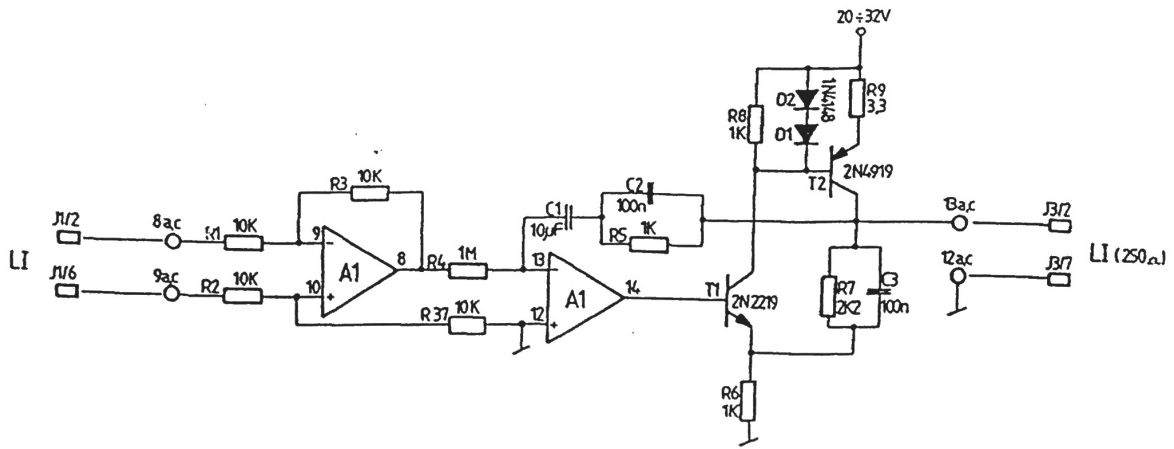 20÷32V
D2
1N4148
R9
3,3
R8
1K
D1
2N4919
T2
R3
10K
C2
100n
C1
10µF
R5
1K
13a,c
J3/2
J1/2
8a,c
R1
10K
9
8
R4
1M
13
LI
A1
A1
14
T1
2N2219
12a,c
J3/7
LI (250Ω)
J1/6
9a,c
R2
10K
10
R37
10K
12
R7
2K2
C3
100n
R6
1K